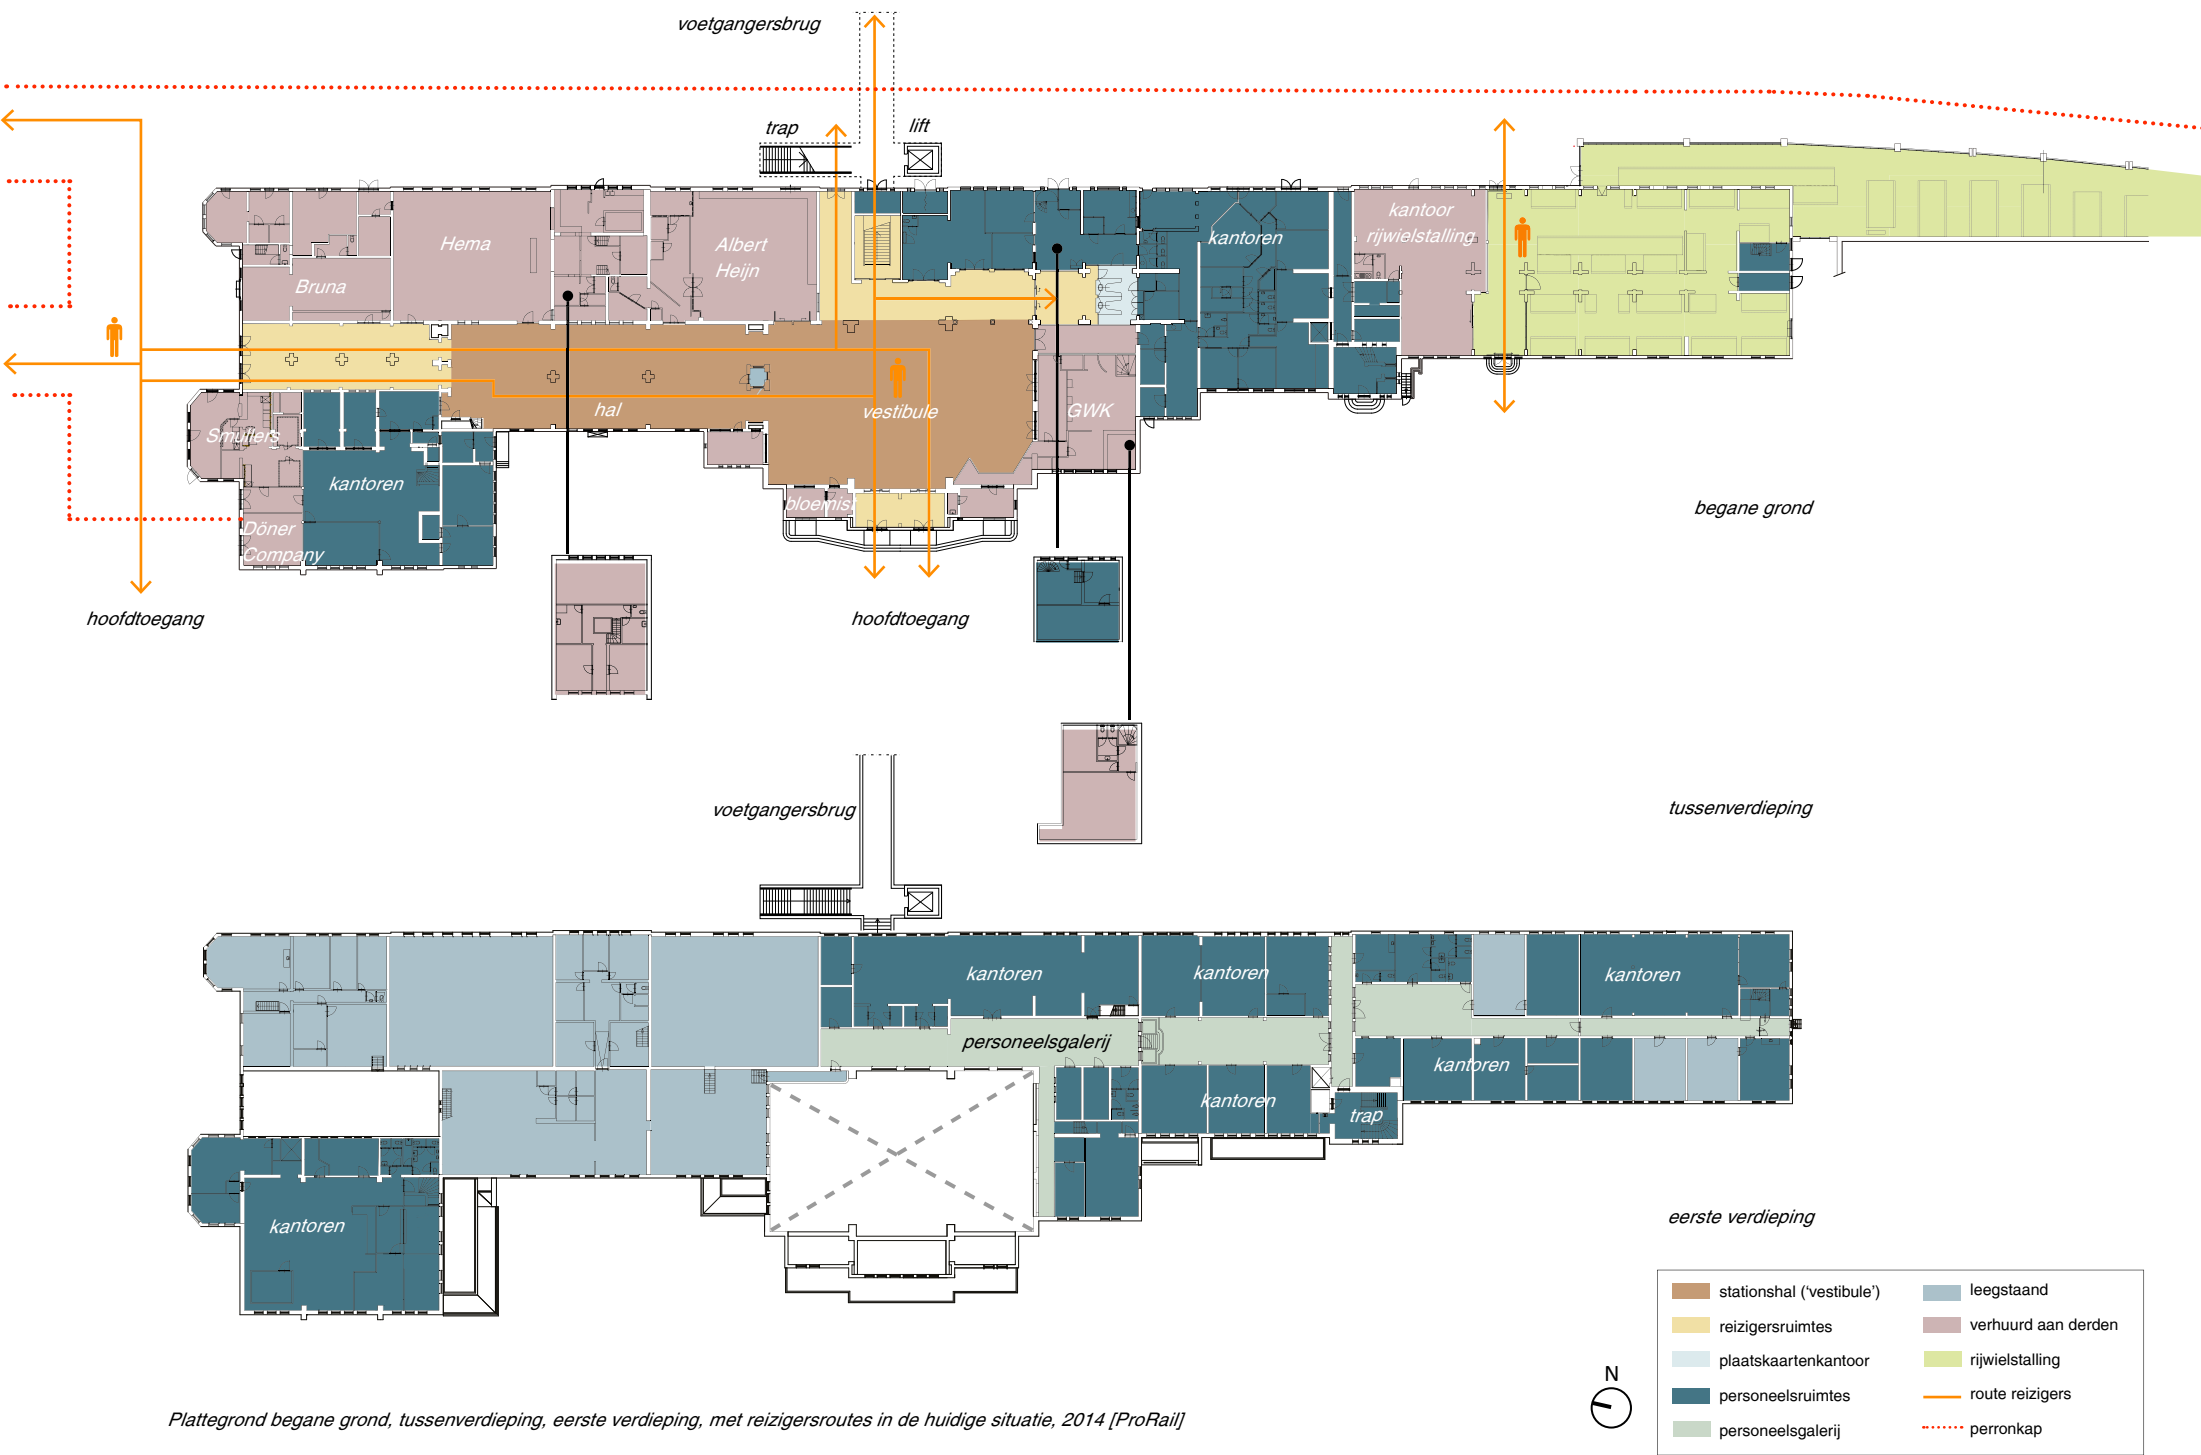 voetgangersbrug
trap
lift
Hema
Albert
Heijn
kantoren
kantoor
rijwielstalling
Bruna
hal
vestibule
GWK
Smullers
kantoren
bloemist
Döner
Company
begane grond
hoofdtoegang
hoofdtoegang
voetgangersbrug
tussenverdieping
kantoren
kantoren
kantoren
personeelsgalerij
kantoren
kantoren
trap
kantoren
eerste verdieping
stationshal (‘vestibule’)
reizigersruimtes
plaatskaartenkantoor
personeelsruimtes
personeelsgalerij
leegstaand
verhuurd aan derden
rijwielstalling
route reizigers
perronkap
N
Plattegrond begane grond, tussenverdieping, eerste verdieping, met reizigersroutes in de huidige situatie, 2014 [ProRail]